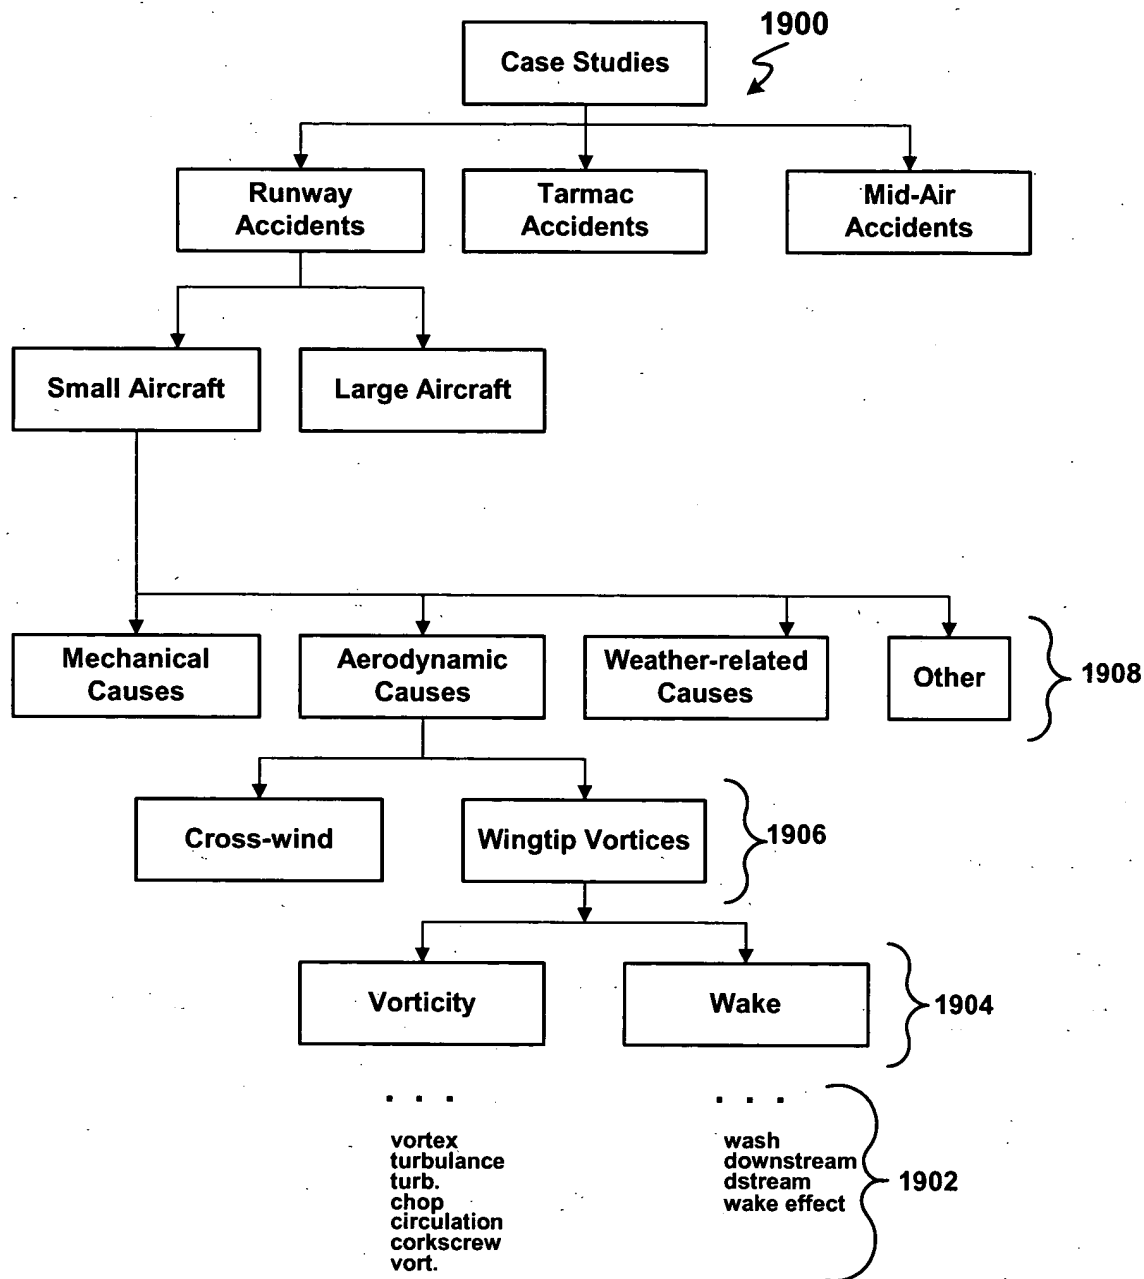 1900
Case Studies
Runway
Accidents
Tarmac
Accidents
Mid-Air
Accidents
Small Aircraft
Large Aircraft
Mechanical
Causes
Aerodynamic
Causes
Weather-related
Causes
Other
1908
Cross-wind
Wingtip Vortices
1906
Vorticity
Wake
1904
. . .
vortex
turbulance
turb.
chop
circulation
corkscrew
vort.
. . .
wash
downstream
dstream
wake effect
1902